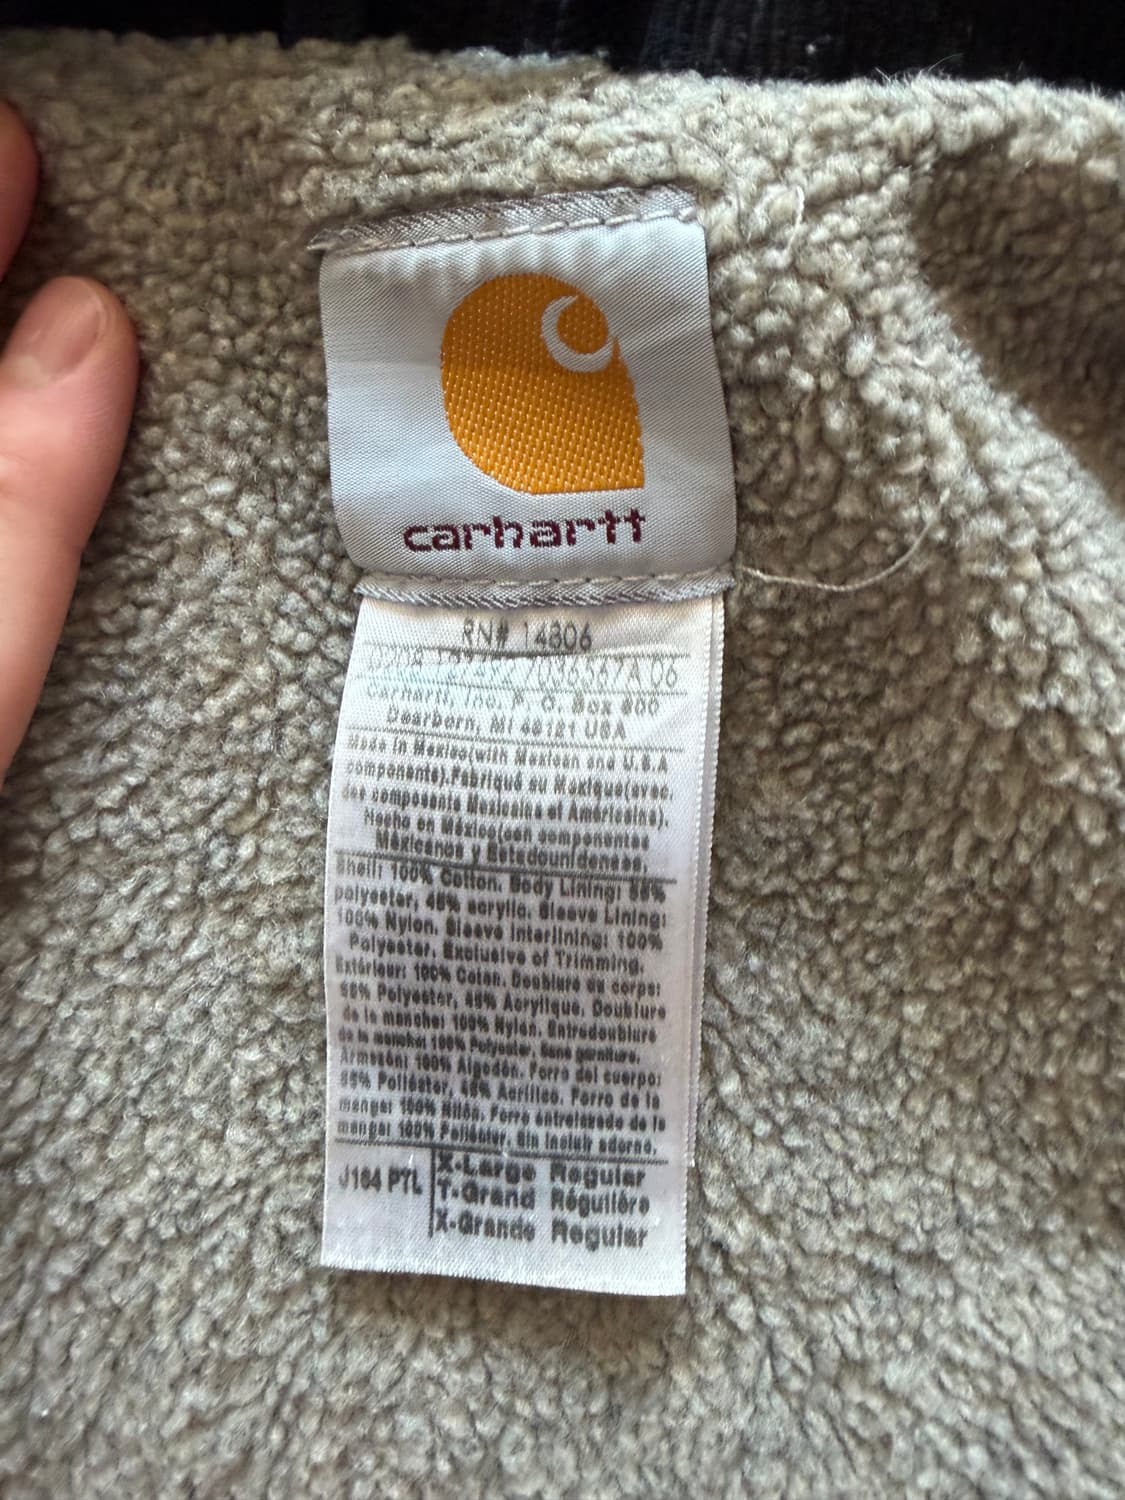 carhartt
RN# 14806
7036367A 06
Carhartt, Inc. P. O. Box 600
Dearborn, MI 48121 USA
Made in Mexico(with Mexican and U.S.A
components).Fabriqué au Mexique(avec.
des composants Mexicains et Américains).
Hecho en México(con componentes
Mexicanos y Estadounidenses.
Shell: 100% Cotton. Body Lining: 55%
polyester, 45% acrylic. Sleeve Lining:
100% Nylon. Sleeve Interlining: 100%
Polyester. Exclusive of Trimming.
Extérieur: 100% Coton. Doublure du corps:
55% Polyester, 45% Acrylique. Doublure
de la manche: 100% Nylon. Entredoublure
de la manche: 100% Polyester. Sans garniture.
Armazón: 100% Algodón. Forro del cuerpo:
55% Poliéster, 45% Acrílico. Forro de la
manga: 100% Nilón. Forro entrelazado de la
manga: 100% Poliéster. Sin incluir adorno.
J164 P7L
X-Large Regular
T-Grand Régulière
X-Grande Regular